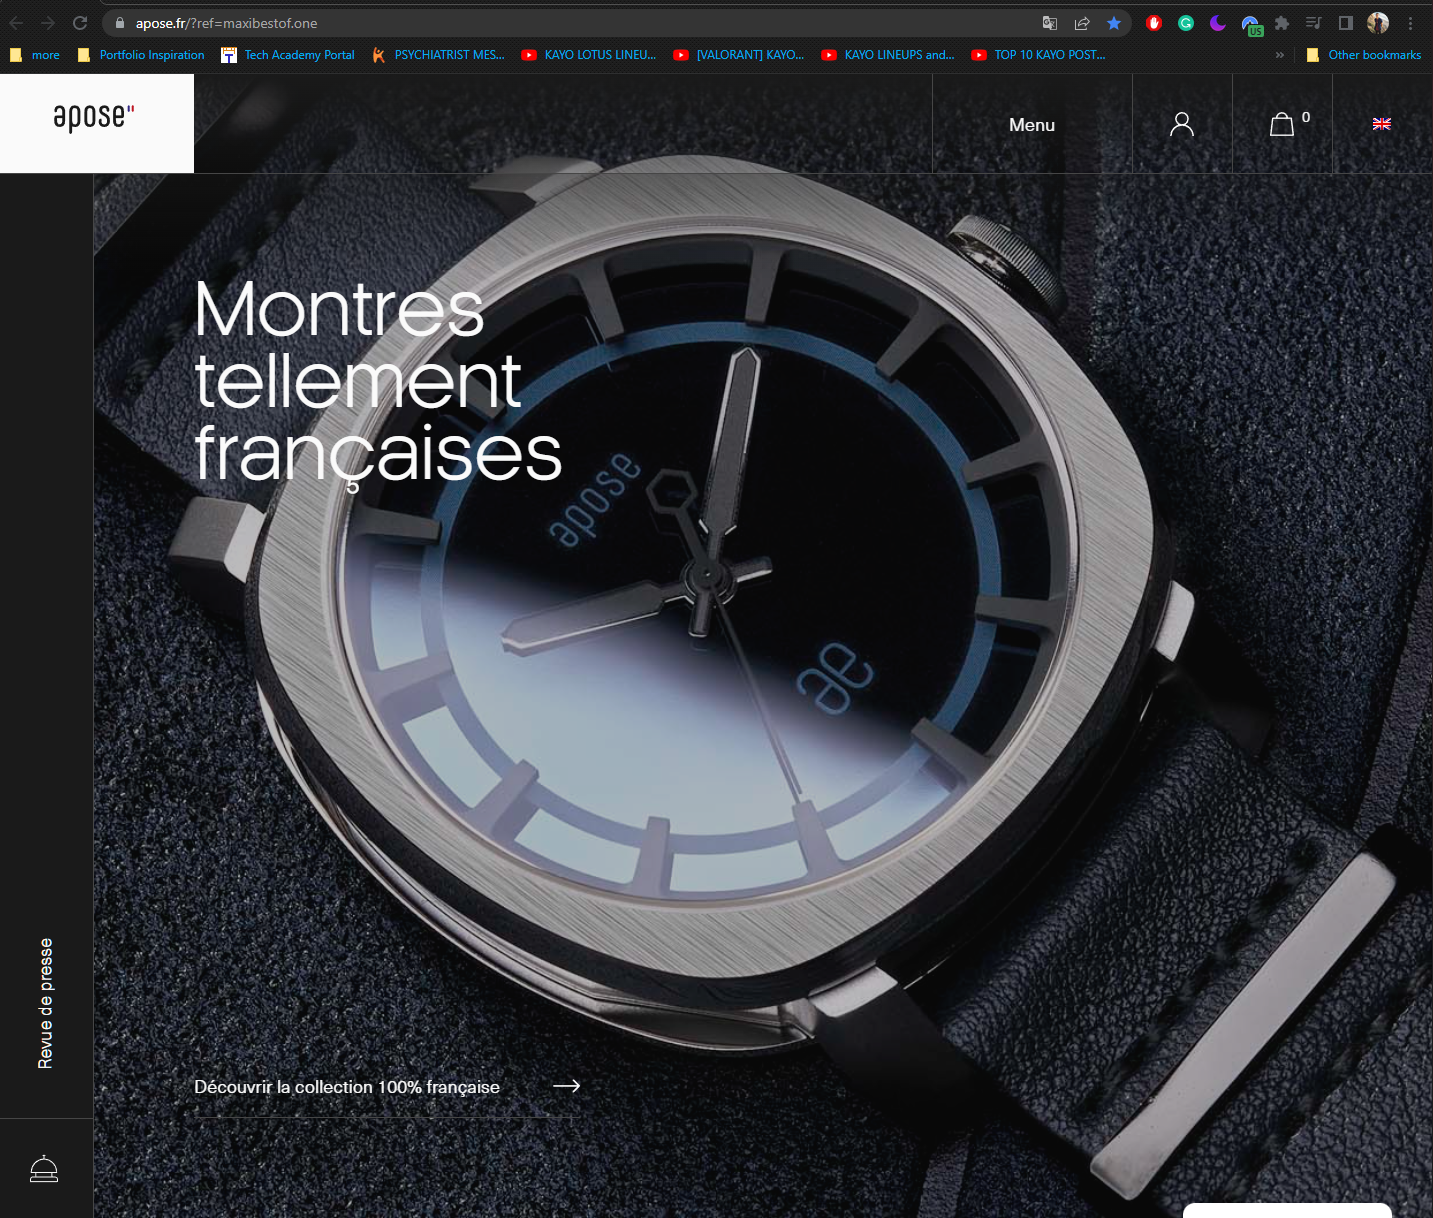 apose.fr/?ref=maxibestof.one
US
more
Portfolio Inspiration
Tech Academy Portal
PSYCHIATRIST MES...
KAYO LOTUS LINEU...
[VALORANT] KAYO...
KAYO LINEUPS and...
TOP 10 KAYO POST...
»
Other bookmarks
apose"
Menu
0
Montres
tellement
françaises
apose
æ
Revue de presse
Découvrir la collection 100% française